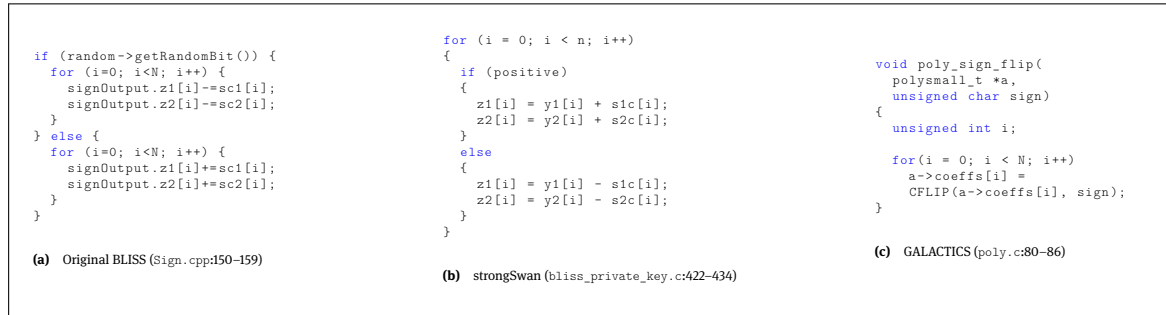 if (random->getRandomBit()) {
for (i=0; i<N; i++) {
signOutput.z1[i]-=sc1[i];
signOutput.z2[i]-=sc2[i];
}
} else {
for (i=0; i<N; i++) {
signOutput.z1[i]+=sc1[i];
signOutput.z2[i]+=sc2[i];
}
}
(a) Original BLISS (Sign.cpp:150–159)
for (i = 0; i < n; i++)
{
if (positive)
{
z1[i] = y1[i] + s1c[i];
z2[i] = y2[i] + s2c[i];
}
else
{
z1[i] = y1[i] - s1c[i];
z2[i] = y2[i] - s2c[i];
}
}
(b) strongSwan (bliss_private_key.c:422–434)
void poly_sign_flip(
polysmall_t *a,
unsigned char sign)
{
unsigned int i;
for(i = 0; i < N; i++)
a->coeffs[i] =
CFLIP(a->coeffs[i], sign);
}
(c) GALACTICS (poly.c:80–86)